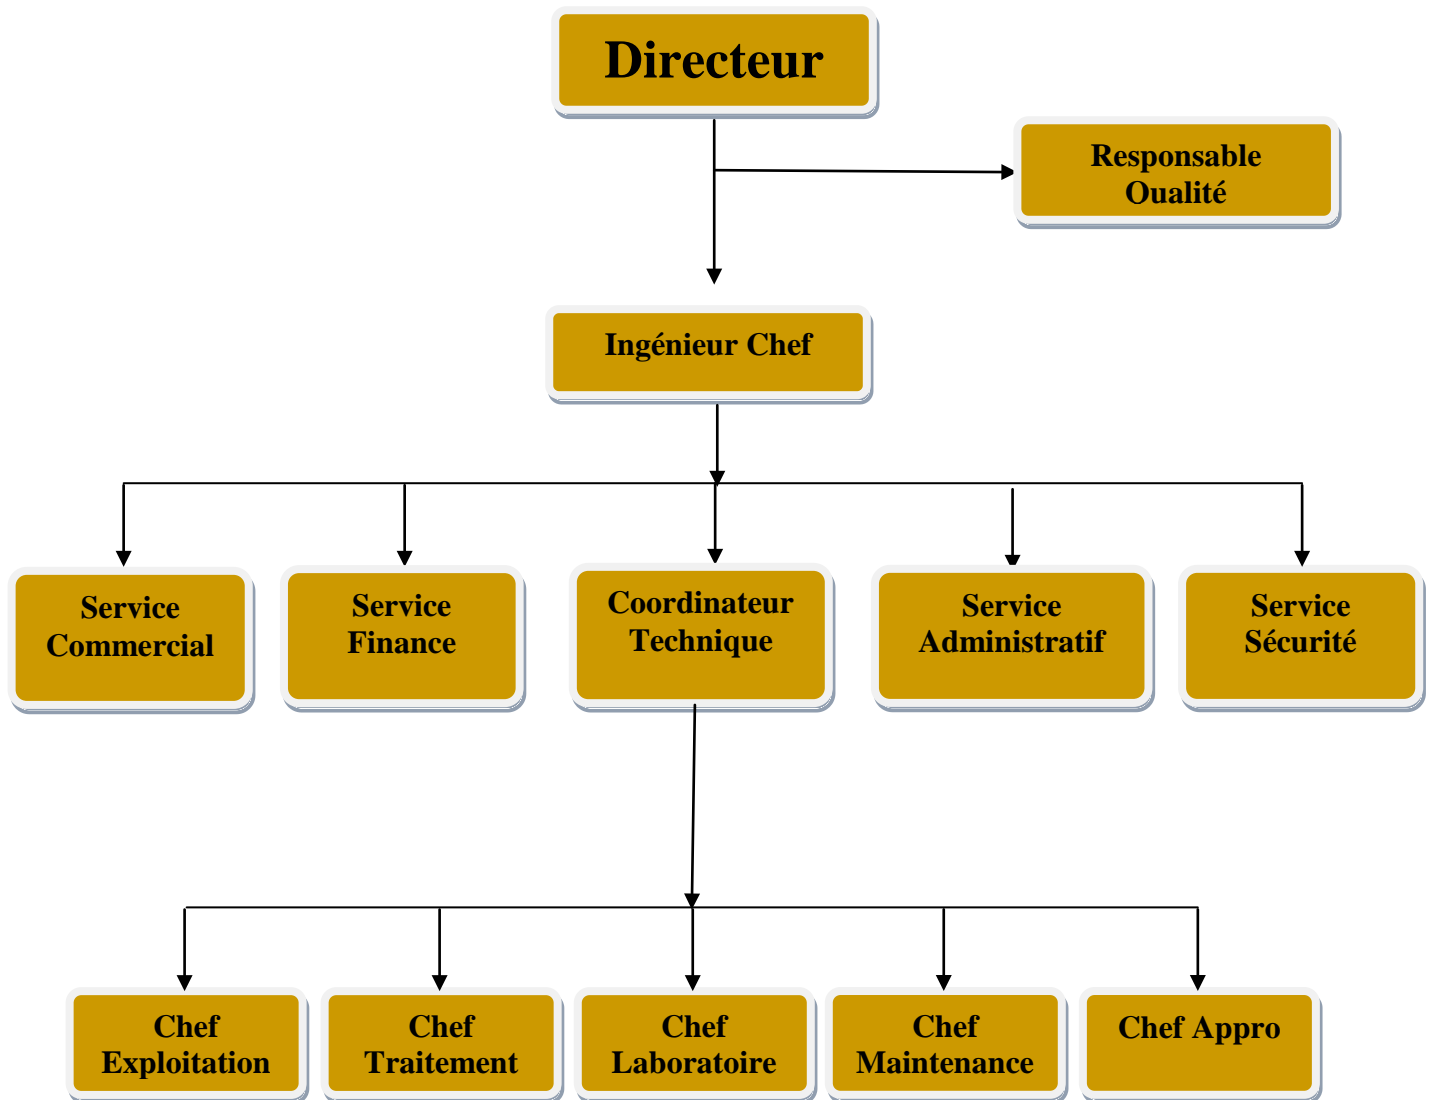 Directeur
Responsable
Oualité
Ingénieur Chef
Service
Commercial
Service
Finance
Coordinateur
Technique
Service
Administratif
Service
Sécurité
Chef
Exploitation
Chef
Traitement
Chef
Laboratoire
Chef
Maintenance
Chef Appro